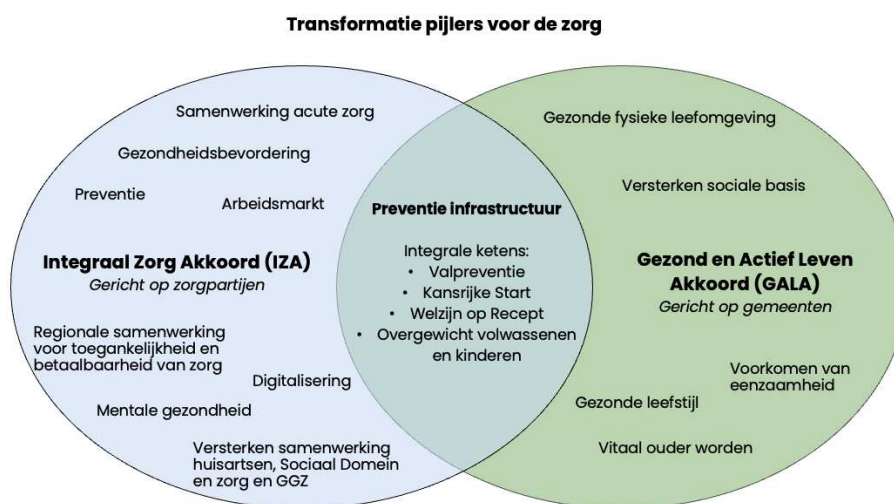 Transformatie pijlers voor de zorg
Samenwerking acute zorg
Gezondheidsbevordering
Preventie
Arbeidsmarkt
Integraal Zorg Akkoord (IZA)
Gericht op zorgpartijen
Regionale samenwerking
voor toegankelijkheid en
betaalbaarheid van zorg
Digitalisering
Mentale gezondheid
Versterken samenwerking
huisartsen, Sociaal Domein
en zorg en GGZ
Preventie infrastructuur
Integrale ketens:
• Valpreventie
• Kansrijke Start
• Welzijn op Recept
• Overgewicht volwassenen
en kinderen
Gezonde fysieke leefomgeving
Versterken sociale basis
Gezond en Actief Leven
Akkoord (GALA)
Gericht op gemeenten
Voorkomen van
eenzaamheid
Gezonde leefstijl
Vitaal ouder worden